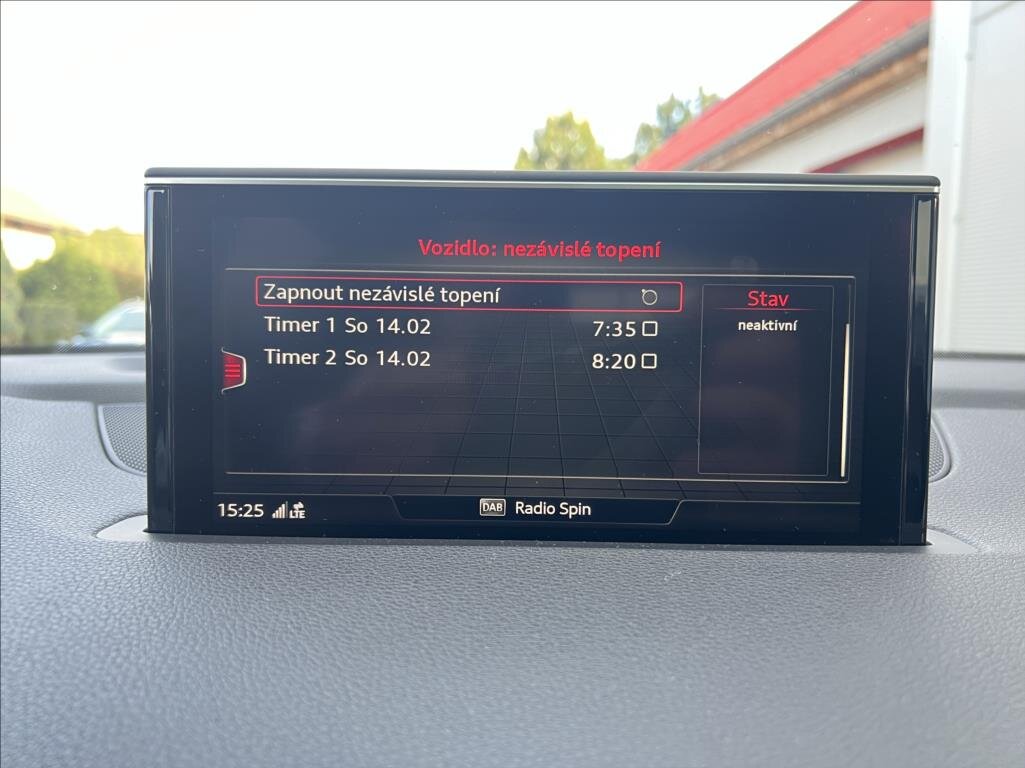 Vozidlo: nezávislé topení
Zapnout nezávislé topení
Timer 1 So 14.02 7:35
Timer 2 So 14.02 8:20
Stav
neaktivní
15:25 LTE
DAB Radio Spin